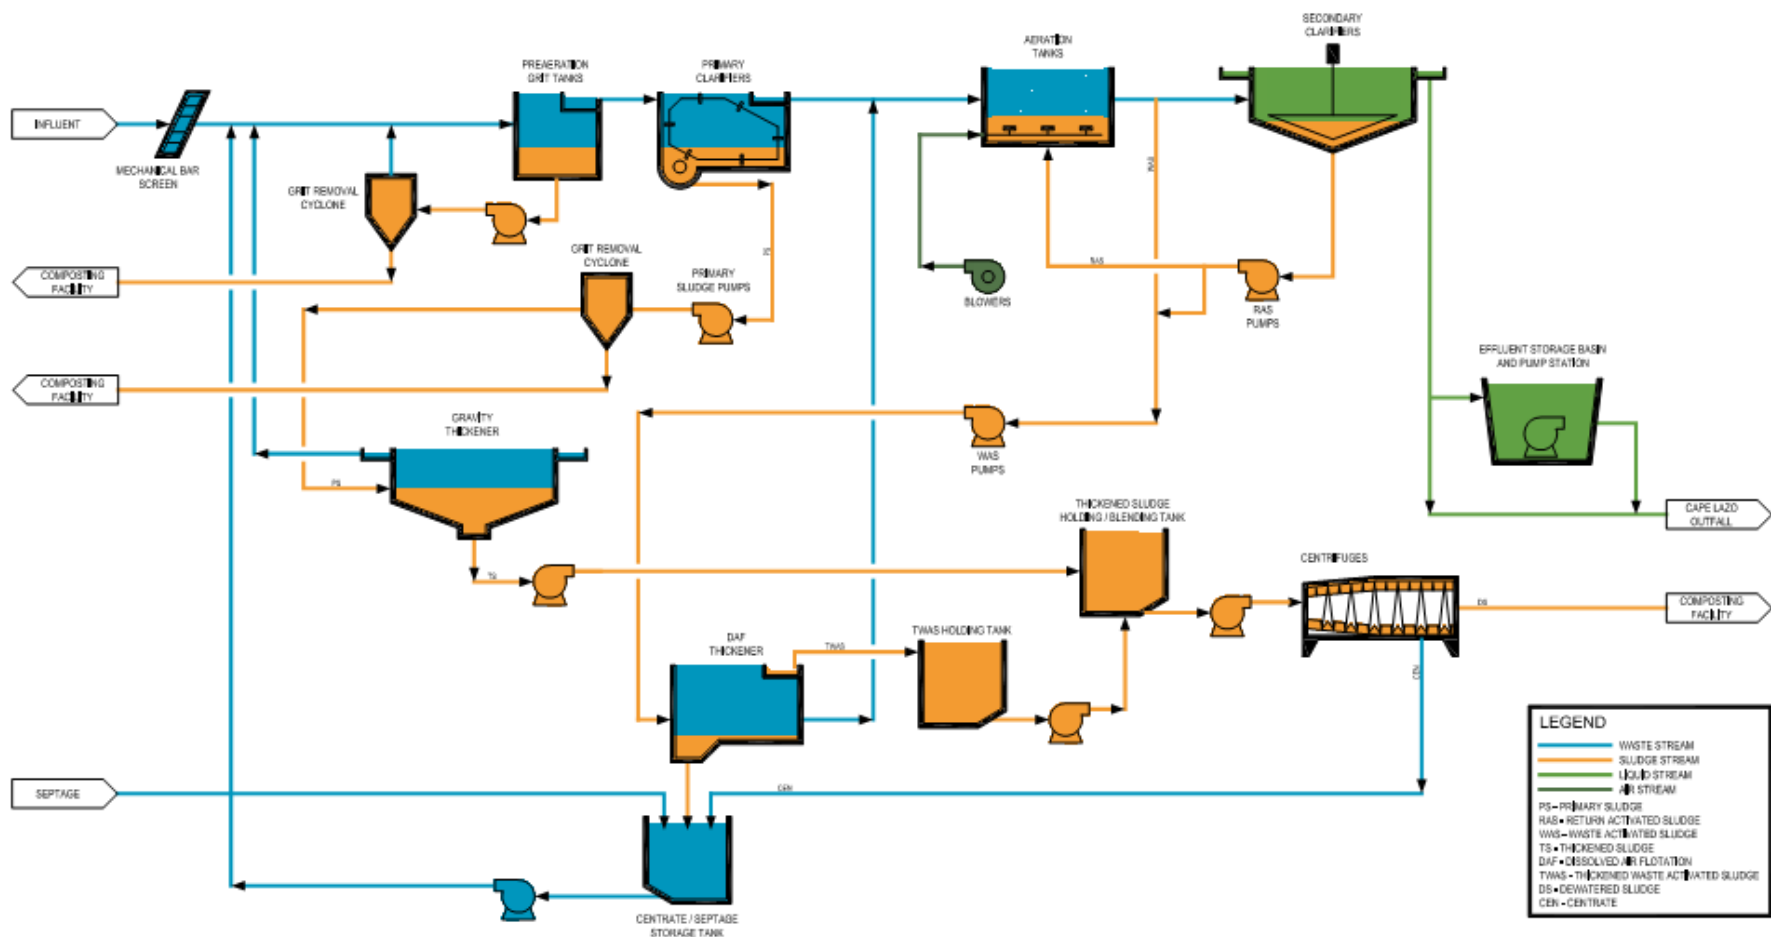 SECONDARY
CLARIFIERS
AERATION
TANKS
PREAERATION
GRIT TANKS
PRIMARY
CLARIFIERS
INFLUENT
MECHANICAL BAR
SCREEN
GRIT REMOVAL
CYCLONE
WAS
GRIT REMOVAL
CYCLONE
PS
RAS
COMPOSTING
FACILITY
PRIMARY
SLUDGE PUMPS
BLOWERS
RAS
PUMPS
EFFLUENT STORAGE BASIN
AND PUMP STATION
COMPOSTING
FACILITY
GRAVITY
THICKENER
WAS
PUMPS
PS
THICKENED SLUDGE
HOLDING / BLENDING TANK
CAPE LAZO
OUTFALL
CENTRIFUGES
TS
DS
COMPOSTING
FACILITY
DAF
THICKENER
TWAS
TWAS HOLDING TANK
CEN
SEPTAGE
CEN
CENTRATE / SEPTAGE
STORAGE TANK
LEGEND
WASTE STREAM
SLUDGE STREAM
LIQUID STREAM
AIR STREAM
PS - PRIMARY SLUDGE
RAS - RETURN ACTIVATED SLUDGE
WAS - WASTE ACTIVATED SLUDGE
TS - THICKENED SLUDGE
DAF - DISSOLVED AIR FLOTATION
TWAS - THICKENED WASTE ACTIVATED SLUDGE
DS - DEWATERED SLUDGE
CEN - CENTRATE